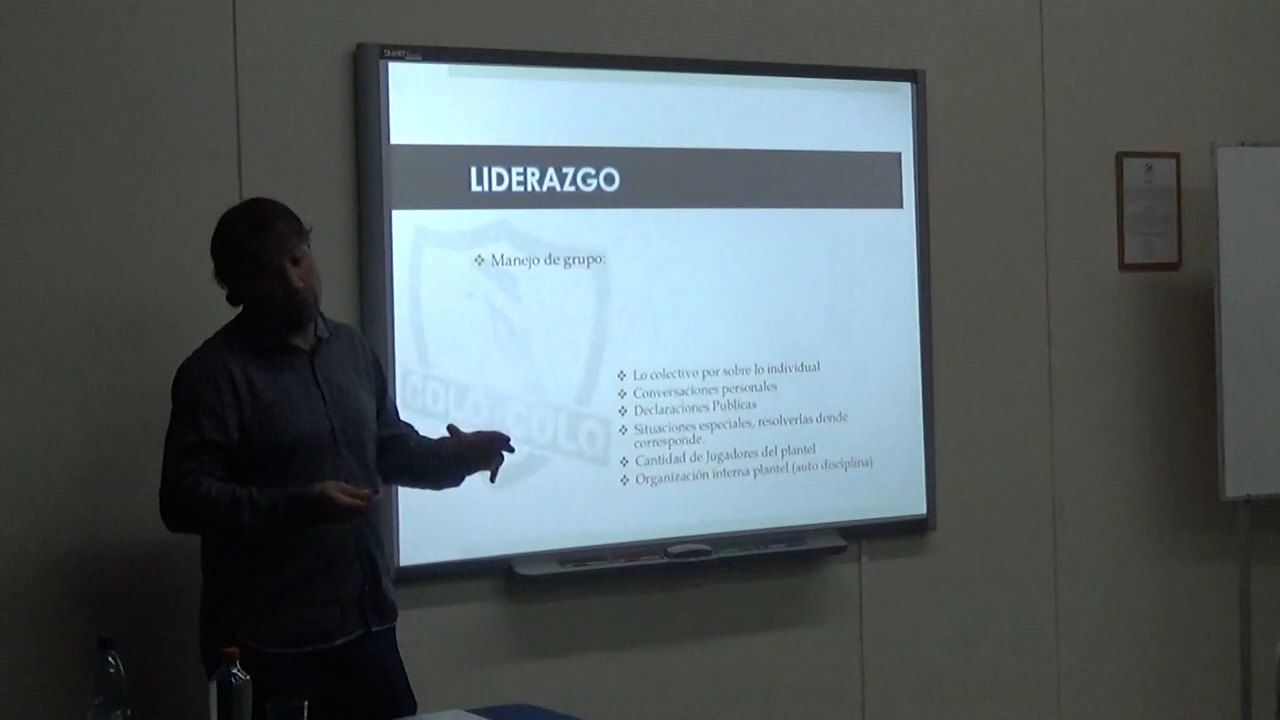 SMART
LIDERAZGO
❖ Manejo de grupo:
COLO-COLO
❖ Lo colectivo por sobre lo individual
❖ Conversaciones personales
❖ Declaraciones Publicas
❖ Situaciones especiales, resolverlas donde
corresponde.
❖ Cantidad de Jugadores del plantel
❖ Organización interna plantel (auto disciplina)